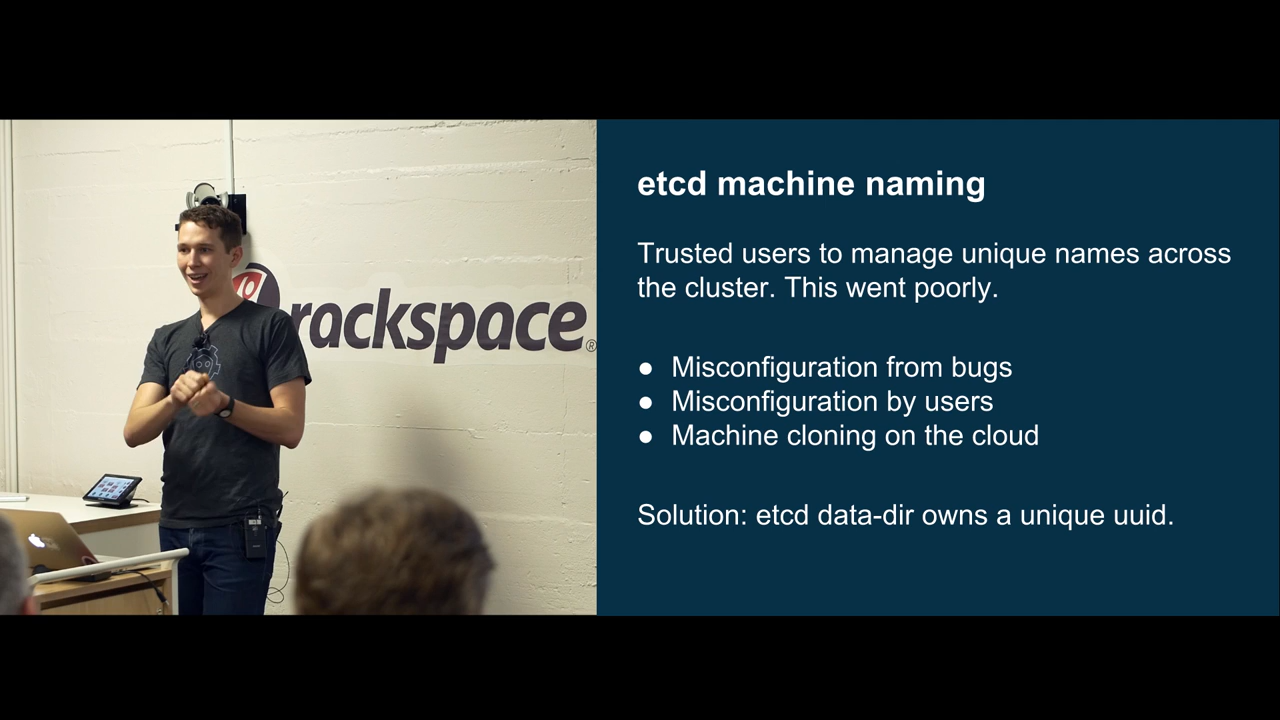 rackspace®
etcd machine naming
Trusted users to manage unique names across
the cluster. This went poorly.
● Misconfiguration from bugs
● Misconfiguration by users
● Machine cloning on the cloud
Solution: etcd data-dir owns a unique uuid.